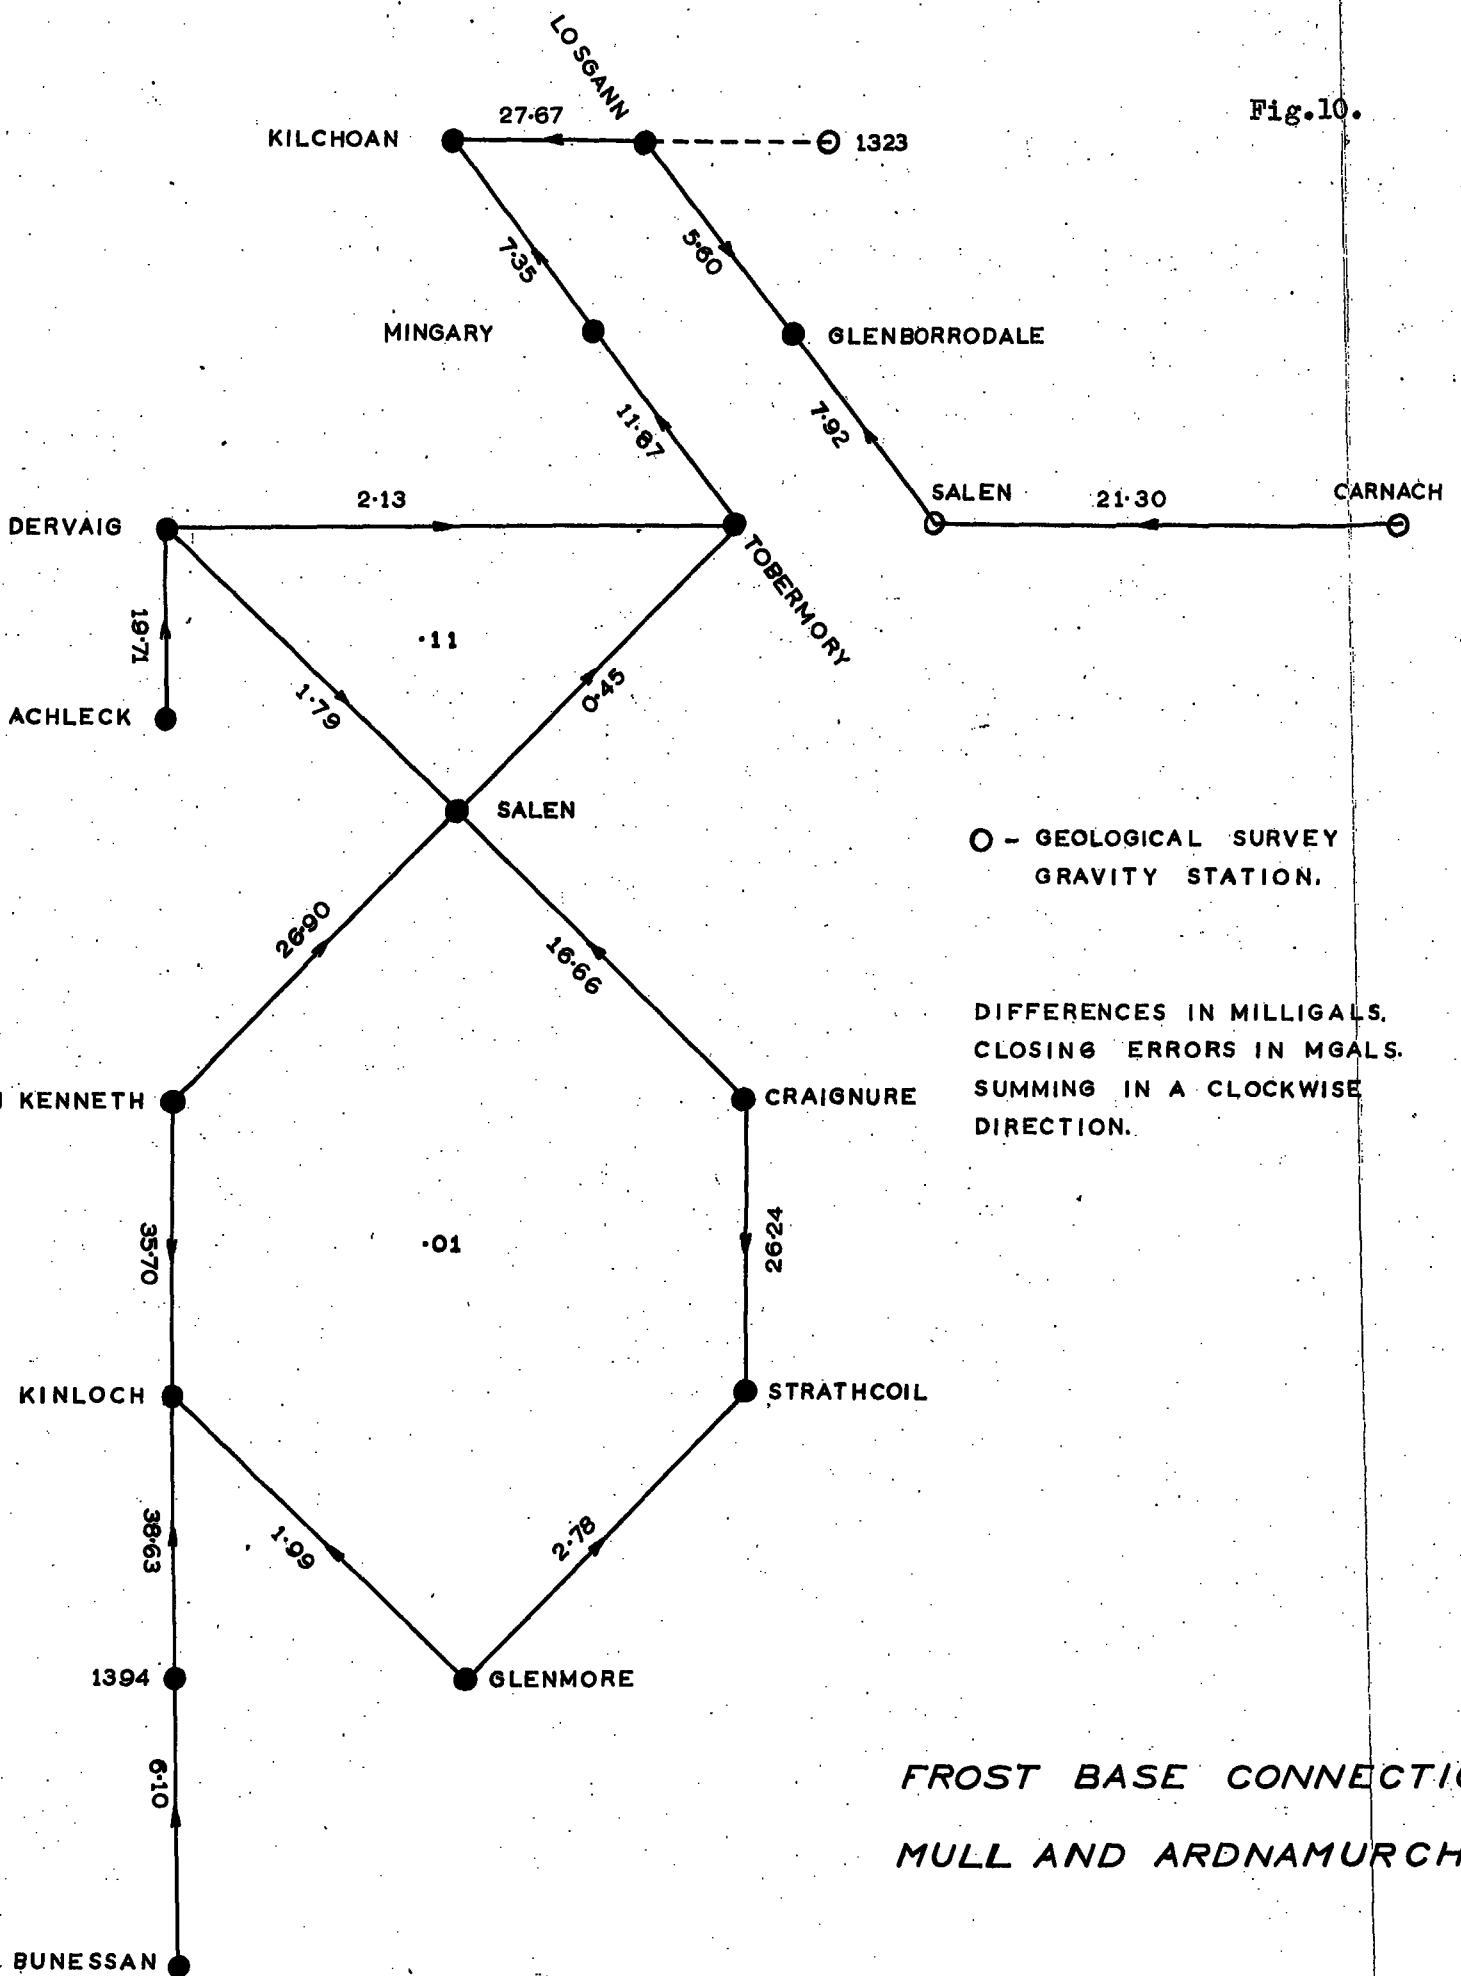 Fig.10.
LOSGANN
27·67
KILCHOAN
1323
7·35
5·60
MINGARY
GLENBORRODALE
11·87
7·92
2·13
SALEN
21·30
CARNACH
DERVAIG
TOBERMORY
19·71
·11
1·79
0·45
ACHLECK
SALEN
O - GEOLOGICAL SURVEY
GRAVITY STATION.
26·90
16·66
DIFFERENCES IN MILLIGALS.
CLOSING ERRORS IN MGALS.
SUMMING IN A CLOCKWISE
DIRECTION.
KENNETH
CRAIGNURE
35·70
·01
26·24
KINLOCH
STRATHCOIL
38·63
1·99
2·78
1394
GLENMORE
6·10
FROST BASE CONNECTIO
MULL AND ARDNAMURCH
BUNESSAN